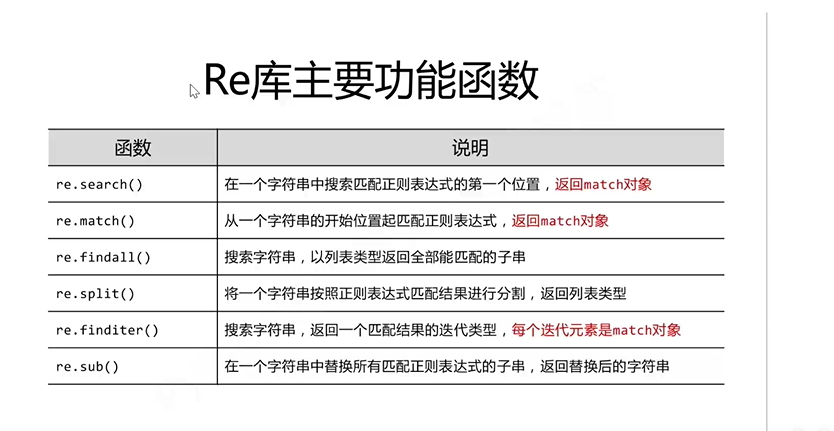 Re库主要功能函数
函数 说明
re.search() 在一个字符串中搜索匹配正则表达式的第一个位置，返回match对象
re.match() 从一个字符串的开始位置起匹配正则表达式，返回match对象
re.findall() 搜索字符串，以列表类型返回全部能匹配的子串
re.split() 将一个字符串按照正则表达式匹配结果进行分割，返回列表类型
re.finditer() 搜索字符串，返回一个匹配结果的迭代类型，每个迭代元素是match对象
re.sub() 在一个字符串中替换所有匹配正则表达式的子串，返回替换后的字符串